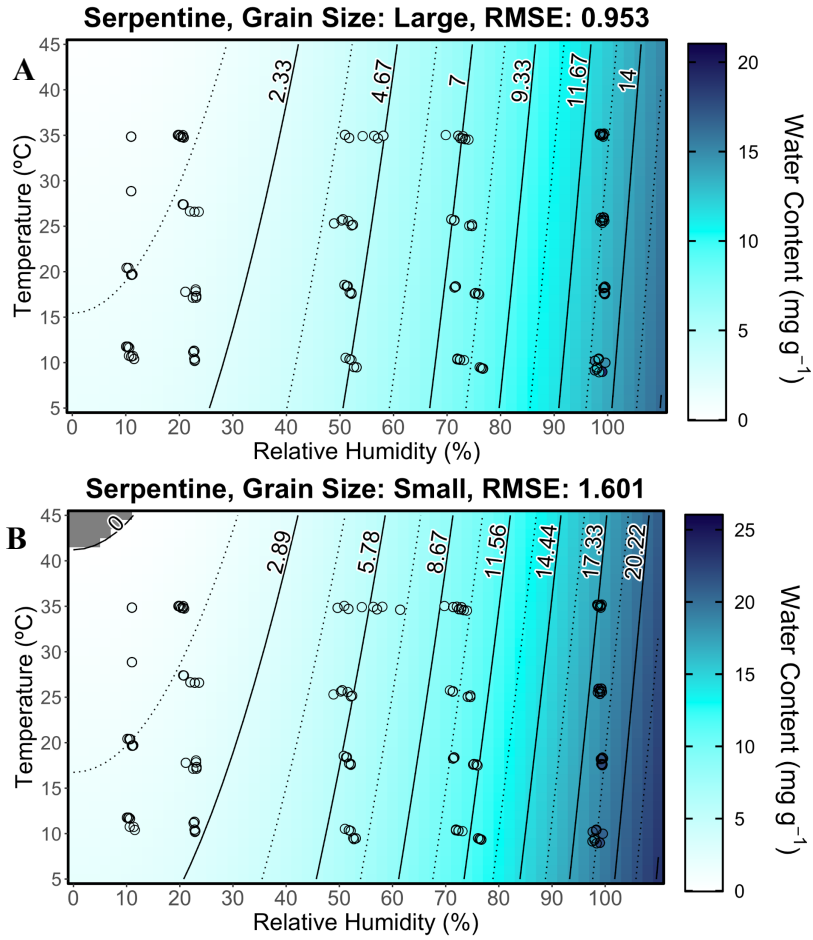 Serpentine, Grain Size: Large, RMSE: 0.953
A
2.33 4.67 7 9.33 11.67 14
45
35
30
25
20
15
10
5
0 10 20 30 40 50 60 70 80 90 100
Temperature (ºC)
Relative Humidity (%)
20
15
10
5
0
Water Content (mg g⁻¹)
Serpentine, Grain Size: Small, RMSE: 1.601
B
0 2.89 5.78 8.67 11.56 14.44 17.33 20.22
45
40
35
30
25
20
15
10
5
0 10 20 30 40 50 60 70 80 90 100
Temperature (ºC)
Relative Humidity (%)
25
20
15
10
5
0
Water Content (mg g⁻¹)